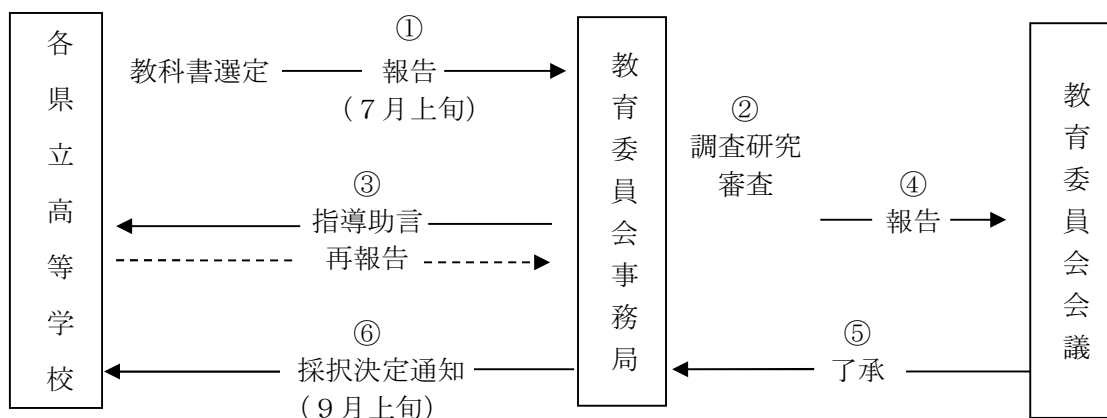 各県立高等学校
①
教科書選定 報告
(７月上旬)
③
指導助言
再報告
⑥
採択決定通知
(９月上旬)
教育委員会事務局
②
調査研究
審査
④
報告
⑤
了承
教育委員会会議